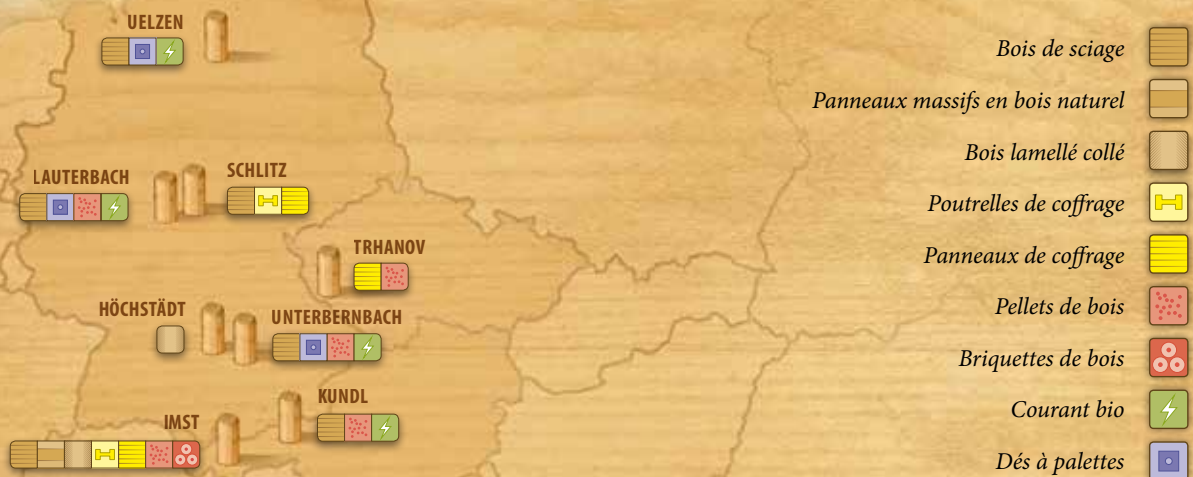 UELZEN
LAUTERBACH
SCHLITZ
TRHANOV
HÖCHSTÄDT
UNTERBERNBACH
KUNDL
IMST
Bois de sciage
Panneaux massifs en bois naturel
Bois lamellé collé
Poutrelles de coffrage
Panneaux de coffrage
Pellets de bois
Briquettes de bois
Courant bio
Dés à palettes